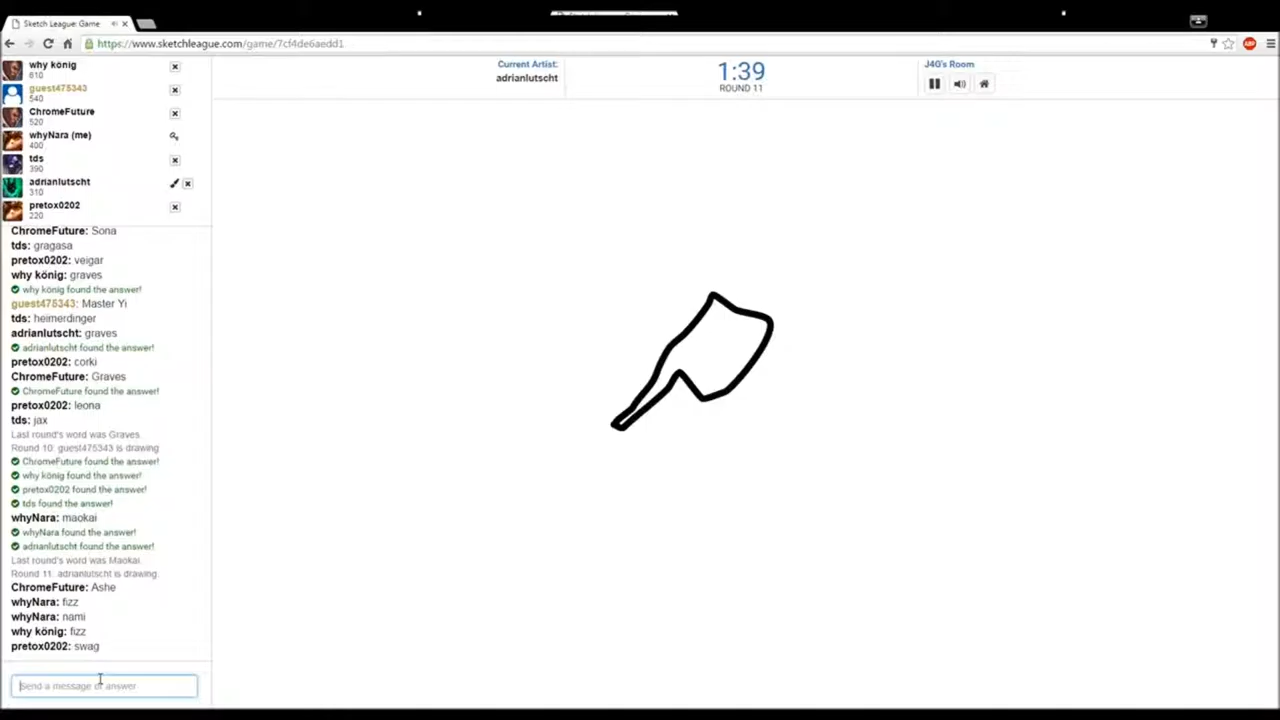 Sketch League: Game
https://www.sketchleague.com/game/7cf4de6aedd1
why könig
610
guest475343
540
ChromeFuture
520
whyNara (me)
400
tds
390
adrianlutscht
310
pretox0202
220
Current Artist:
adrianlutscht
1:39
ROUND 11
J4G's Room
ChromeFuture: Sona
tds: gragasa
pretox0202: veigar
why könig: graves
why könig found the answer!
guest475343: Master Yi
tds: heimerdinger
adrianlutscht: graves
adrianlutscht found the answer!
pretox0202: corki
ChromeFuture: Graves
ChromeFuture found the answer!
pretox0202: leona
tds: jax
Last round's word was Graves.
Round 10: guest475343 is drawing
ChromeFuture found the answer!
why könig found the answer!
pretox0202 found the answer!
tds found the answer!
whyNara: maokai
whyNara found the answer!
adrianlutscht found the answer!
Last round's word was Maokai.
Round 11: adrianlutscht is drawing.
ChromeFuture: Ashe
whyNara: fizz
whyNara: nami
why könig: fizz
pretox0202: swag
Send a message or answer